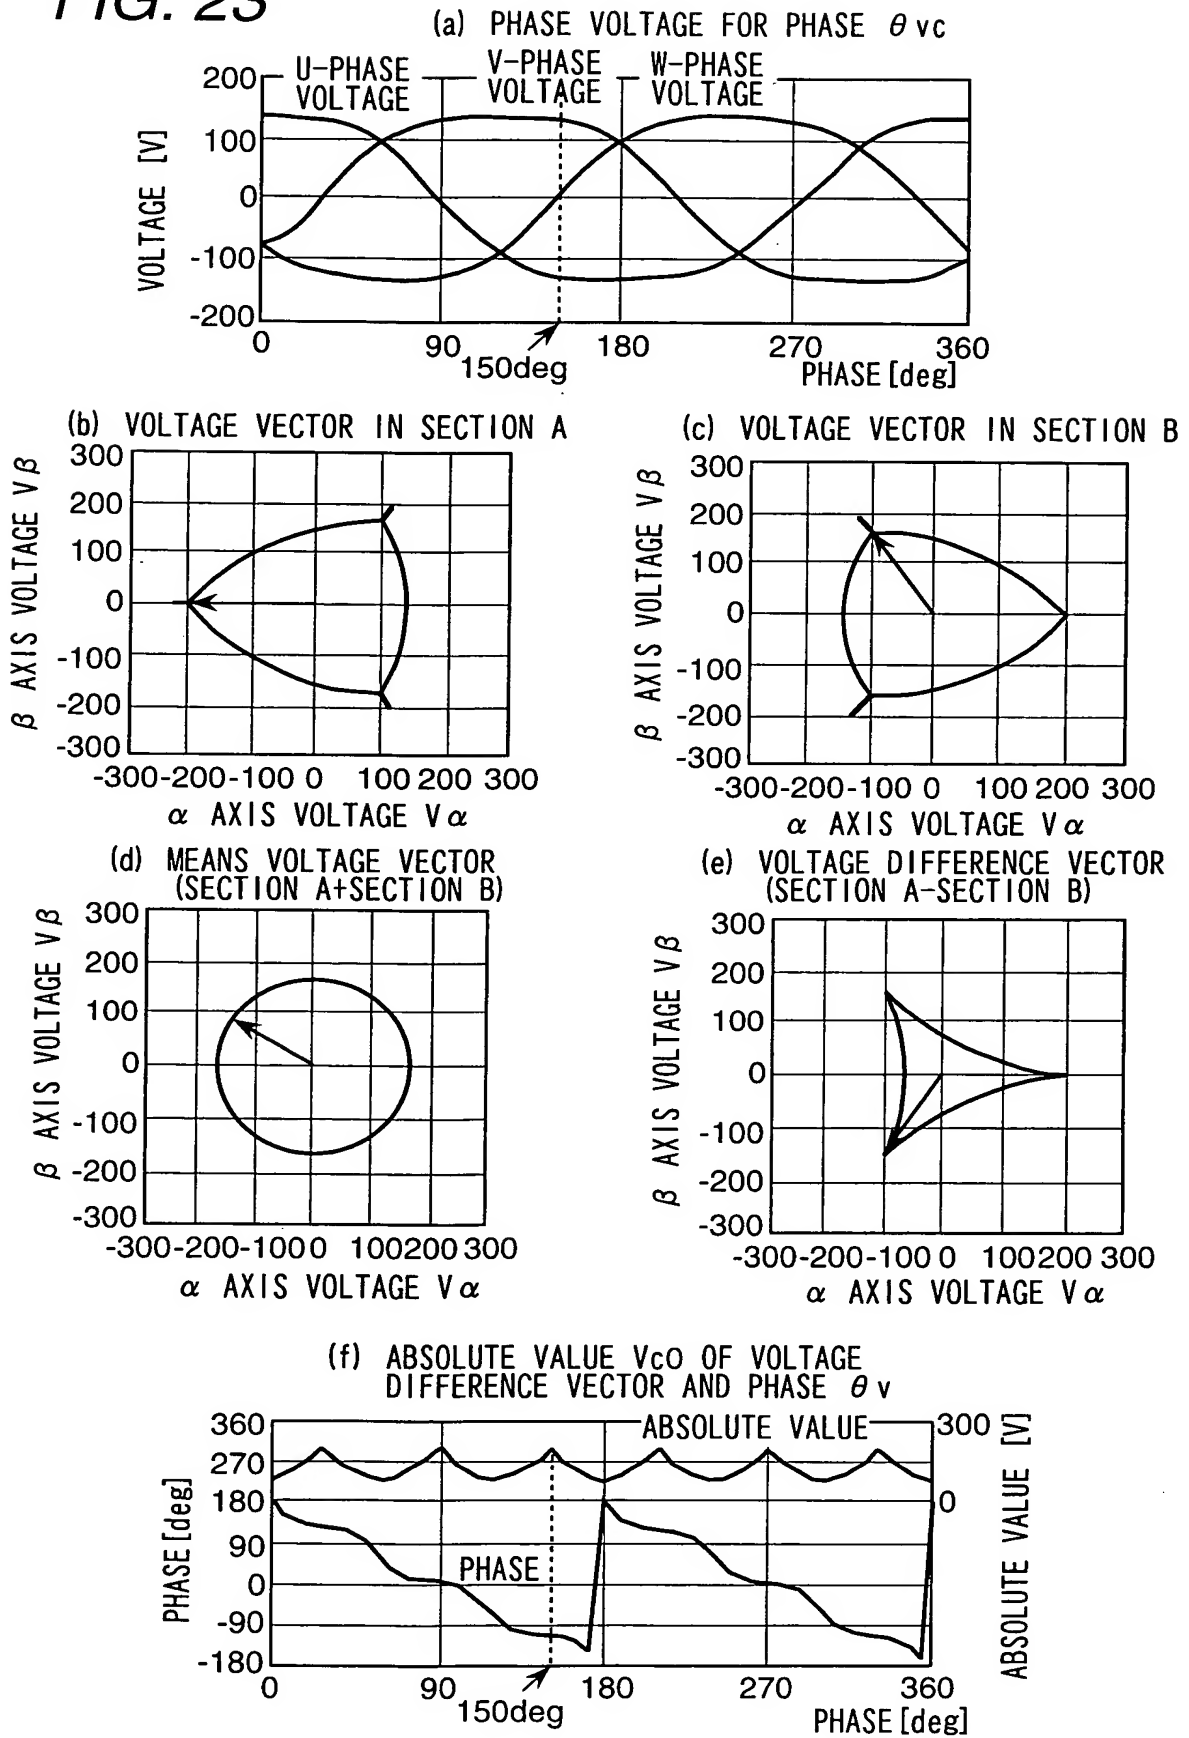 FIG. 23
(a) PHASE VOLTAGE FOR PHASE θvc
U-PHASE VOLTAGE
V-PHASE VOLTAGE
W-PHASE VOLTAGE
VOLTAGE [V]
200
100
0
-100
-200
0 90 180 270 360
150deg
PHASE[deg]
(b) VOLTAGE VECTOR IN SECTION A
β AXIS VOLTAGE Vβ
300
200
100
0
-100
-200
-300
-300-200-100 0 100 200 300
α AXIS VOLTAGE Vα
(c) VOLTAGE VECTOR IN SECTION B
β AXIS VOLTAGE Vβ
300
200
100
0
-100
-200
-300
-300-200-100 0 100 200 300
α AXIS VOLTAGE Vα
(d) MEANS VOLTAGE VECTOR
(SECTION A+SECTION B)
β AXIS VOLTAGE Vβ
300
200
100
0
-100
-200
-300
-300-200-100 0 100 200 300
α AXIS VOLTAGE Vα
(e) VOLTAGE DIFFERENCE VECTOR
(SECTION A-SECTION B)
β AXIS VOLTAGE Vβ
300
200
100
0
-100
-200
-300
-300-200-100 0 100 200 300
α AXIS VOLTAGE Vα
(f) ABSOLUTE VALUE Vco OF VOLTAGE
DIFFERENCE VECTOR AND PHASE θv
PHASE[deg]
360
270
180
90
0
-90
-180
ABSOLUTE VALUE
PHASE
300
0
ABSOLUTE VALUE [V]
0 90 180 270 360
150deg
PHASE[deg]